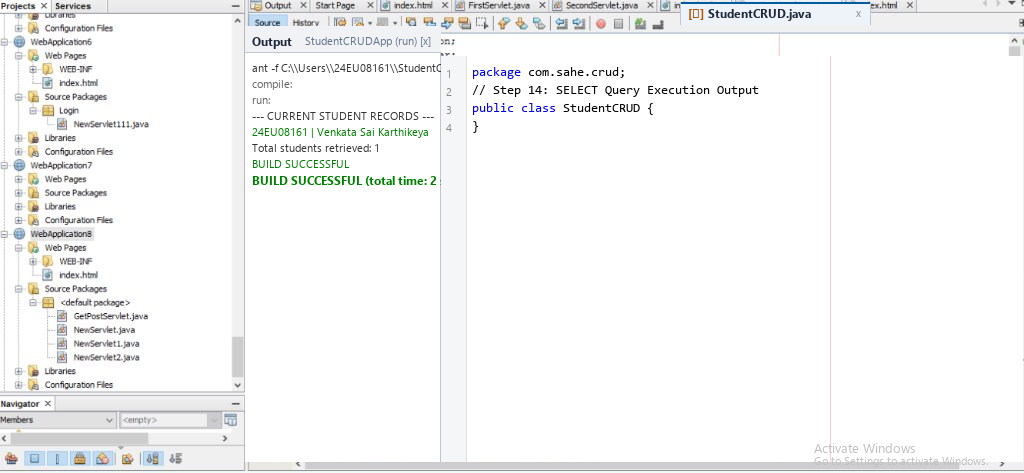 Projects
Services
Libraries
Configuration Files
WebApplication6
Web Pages
WEB-INF
index.html
Source Packages
Login
NewServlet111.java
Libraries
Configuration Files
WebApplication7
Web Pages
Source Packages
Libraries
Configuration Files
WebApplication8
Web Pages
WEB-INF
index.html
Source Packages
<default package>
GetPostServlet.java
NewServlet.java
NewServlet1.java
NewServlet2.java
Libraries
Configuration Files
Navigator
Members
<empty>
Output
Start Page
index.html
FirstServlet.java
SecondServlet.java
StudentCRUD.java
x
Source
History
Output StudentCRUDApp (run) [x]
ant -f C:\\Users\\24EU08161\\StudentC
compile:
run:
--- CURRENT STUDENT RECORDS ---
24EU08161 | Venkata Sai Karthikeya
Total students retrieved: 1
BUILD SUCCESSFUL
BUILD SUCCESSFUL (total time: 2
1 package com.sahe.crud;
2 // Step 14: SELECT Query Execution Output
3 public class StudentCRUD {
4 }
Activate Windows
Go to Settings to activate Windows.